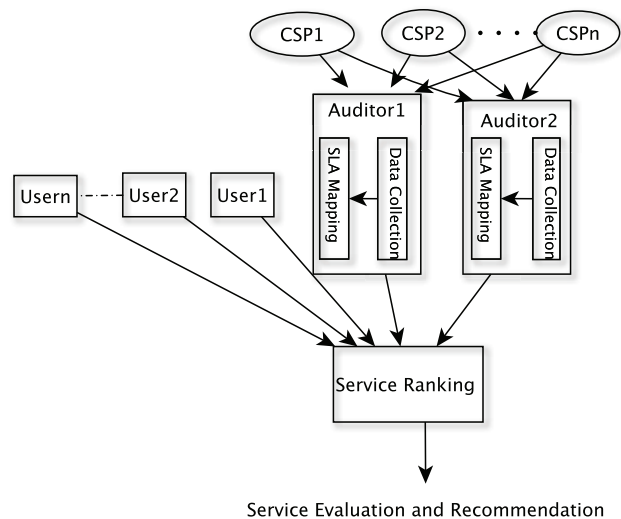 CSP1
CSP2
CSPn
Auditor1
Auditor2
SLA Mapping
Data Collection
SLA Mapping
Data Collection
Usern
User2
User1
Service Ranking
Service Evaluation and Recommendation